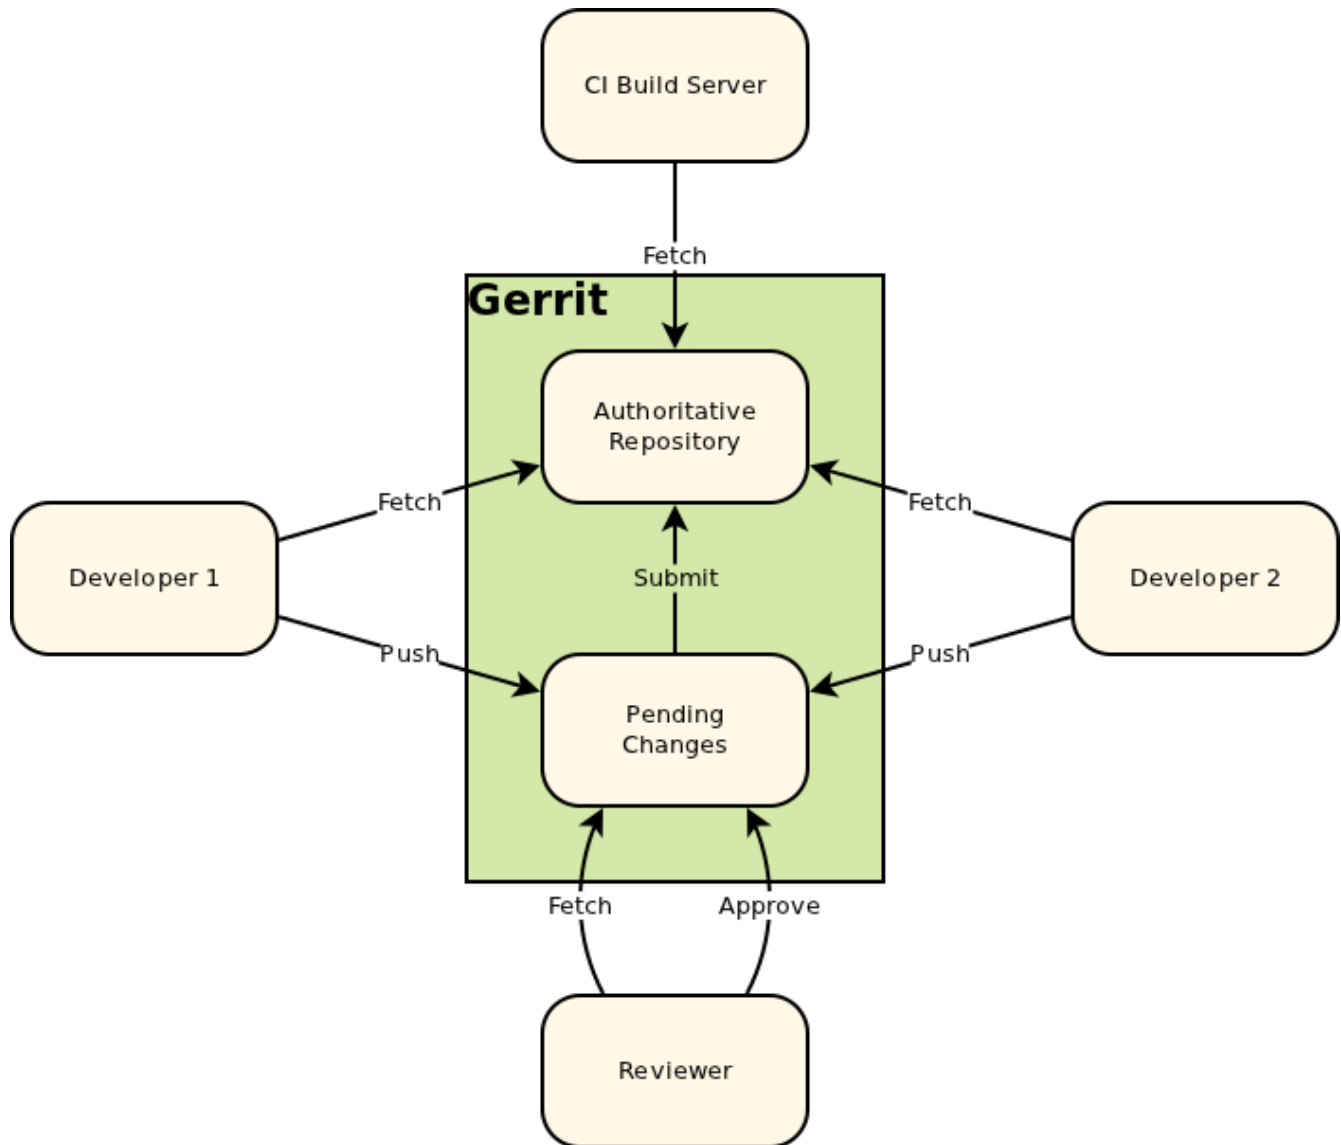 CI Build Server
Fetch
Gerrit
Authoritative
Repository
Fetch
Fetch
Developer 1
Submit
Developer 2
Push
Push
Pending
Changes
Fetch
Approve
Reviewer